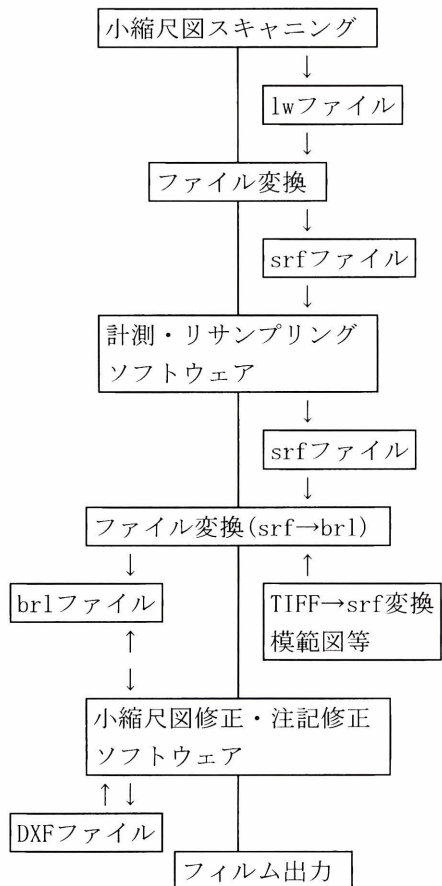 小縮尺図スキャニング
↓
lwファイル
↓
ファイル変換
↓
srfファイル
↓
計測・リサンプリング
ソフトウェア
↓
srfファイル
↓
ファイル変換(srf→brl)
↓
↑
brlファイル
TIFF→srf変換
模範図等
↑
↓
小縮尺図修正・注記修正
ソフトウェア
↑ ↓
DXFファイル
フィルム出力